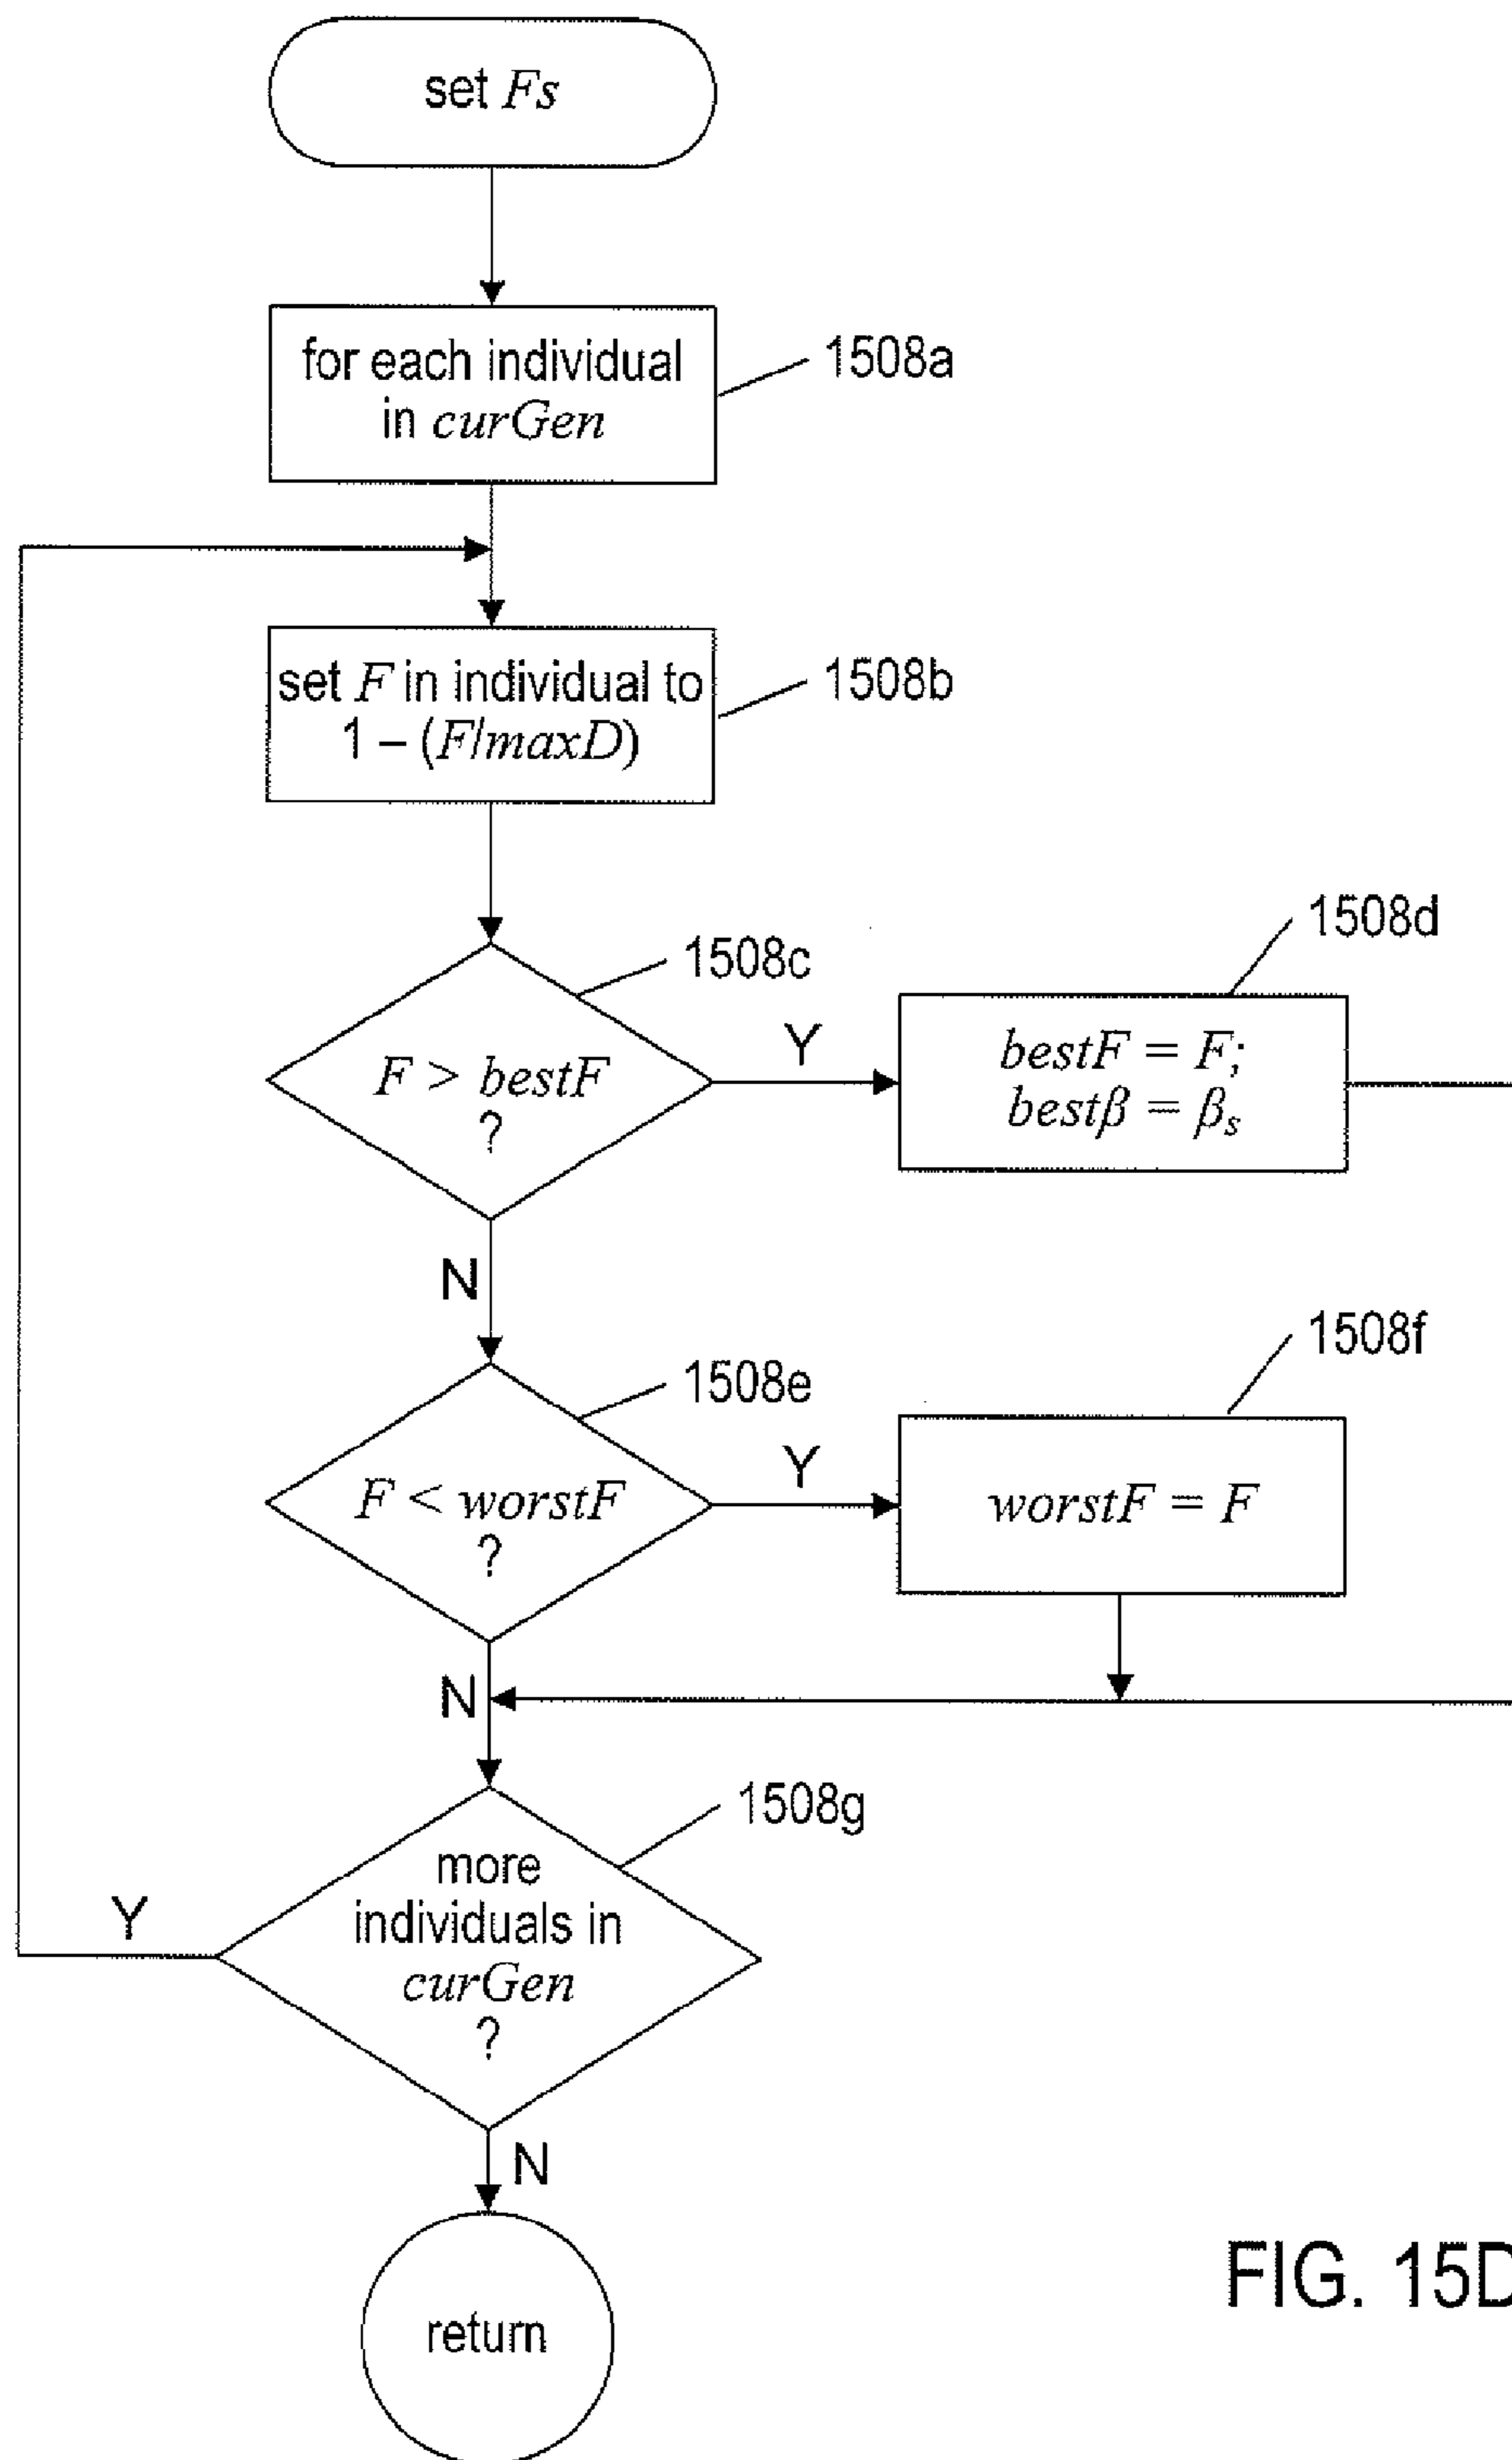 set Fs
for each individual
in curGen
1508a
set F in individual to
1 – (F/maxD)
1508b
1508c
F > bestF
?
Y
1508d
bestF = F;
bestβ = βs
N
1508e
F < worstF
?
Y
1508f
worstF = F
N
1508g
more
individuals in
curGen
?
Y
N
return
FIG. 15D